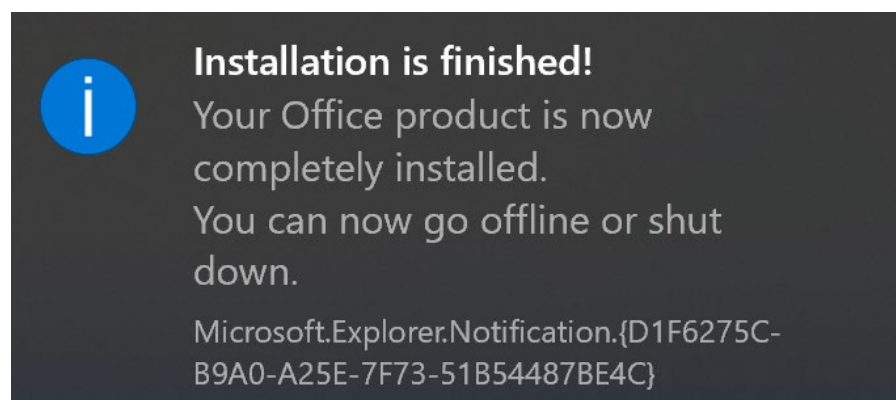 Installation is finished!
Your Office product is now
completely installed.
You can now go offline or shut
down.
Microsoft.Explorer.Notification.{D1F6275C-
B9A0-A25E-7F73-51B54487BE4C}